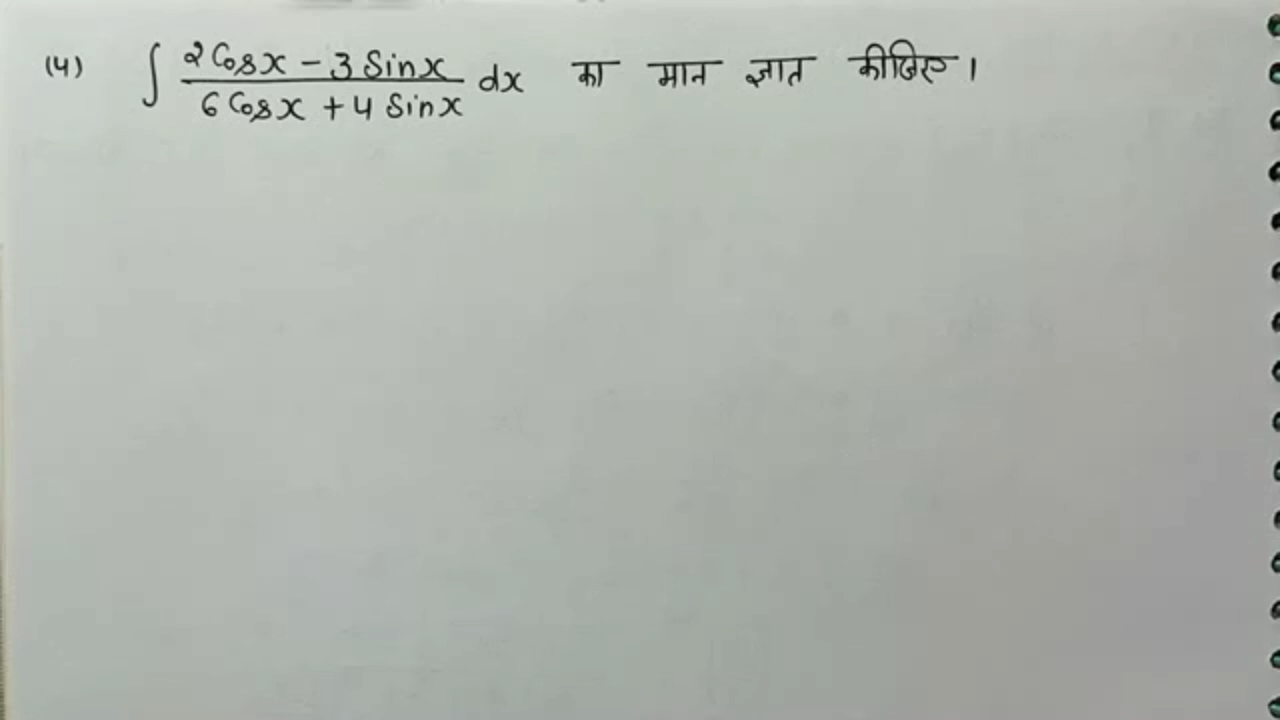 (4) ∫ (2 Cos x - 3 Sin x)/(6 Cos x + 4 Sin x) dx का मान ज्ञात कीजिए।